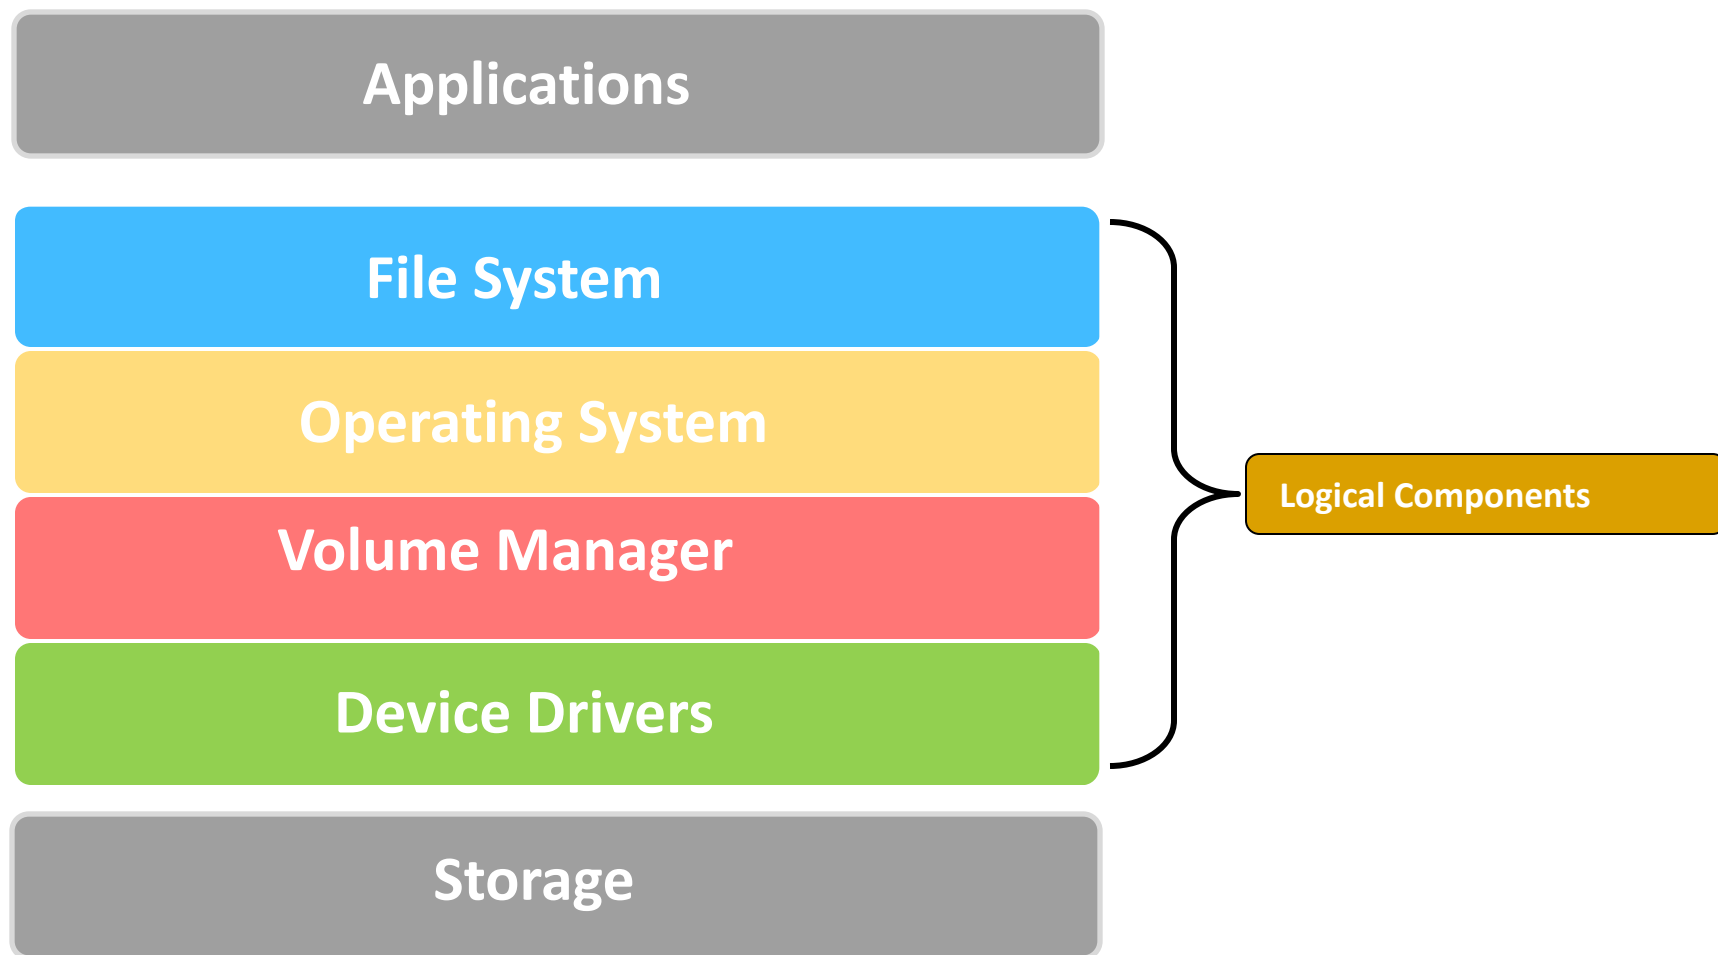 Applications
File System
Operating System
Volume Manager
Logical Components
Device Drivers
Storage